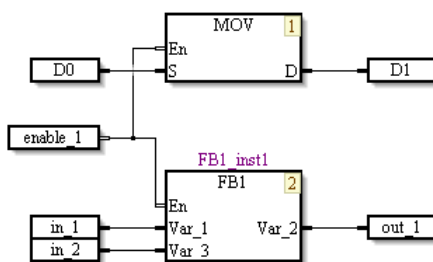 MOV 1
En
D0 S D D1
enable_1
FB1_inst1
FB1 2
En
in_1 Var_1 Var_2 out_1
in_2 Var_3